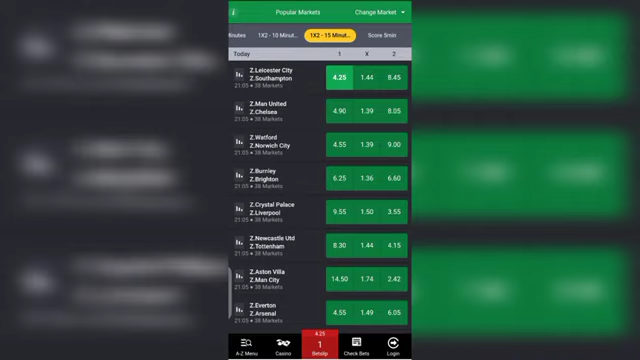 i Popular Markets Change Market
1X2 - 10 Minut... 1X2 - 15 Minut... Score 5min
Today 1 X 2
Z.Leicester City
Z.Southampton
21:05 38 Markets
4.25 1.44 8.45
Z.Man United
Z.Chelsea
21:05 38 Markets
4.90 1.39 8.05
Z.Watford
Z.Norwich City
21:05 38 Markets
4.55 1.39 9.00
Z.Burnley
Z.Brighton
21:05 38 Markets
6.25 1.36 6.60
Z.Crystal Palace
Z.Liverpool
21:05 38 Markets
9.55 1.50 3.55
Z.Newcastle Utd
Z.Tottenham
21:05 38 Markets
8.30 1.44 4.15
Z.Aston Villa
Z.Man City
21:05 38 Markets
14.50 1.74 2.42
Z.Everton
Z.Arsenal
21:05 38 Markets
4.55 1.49 6.05
4.25
1
A-Z Menu Casino Betslip Check Bets Login